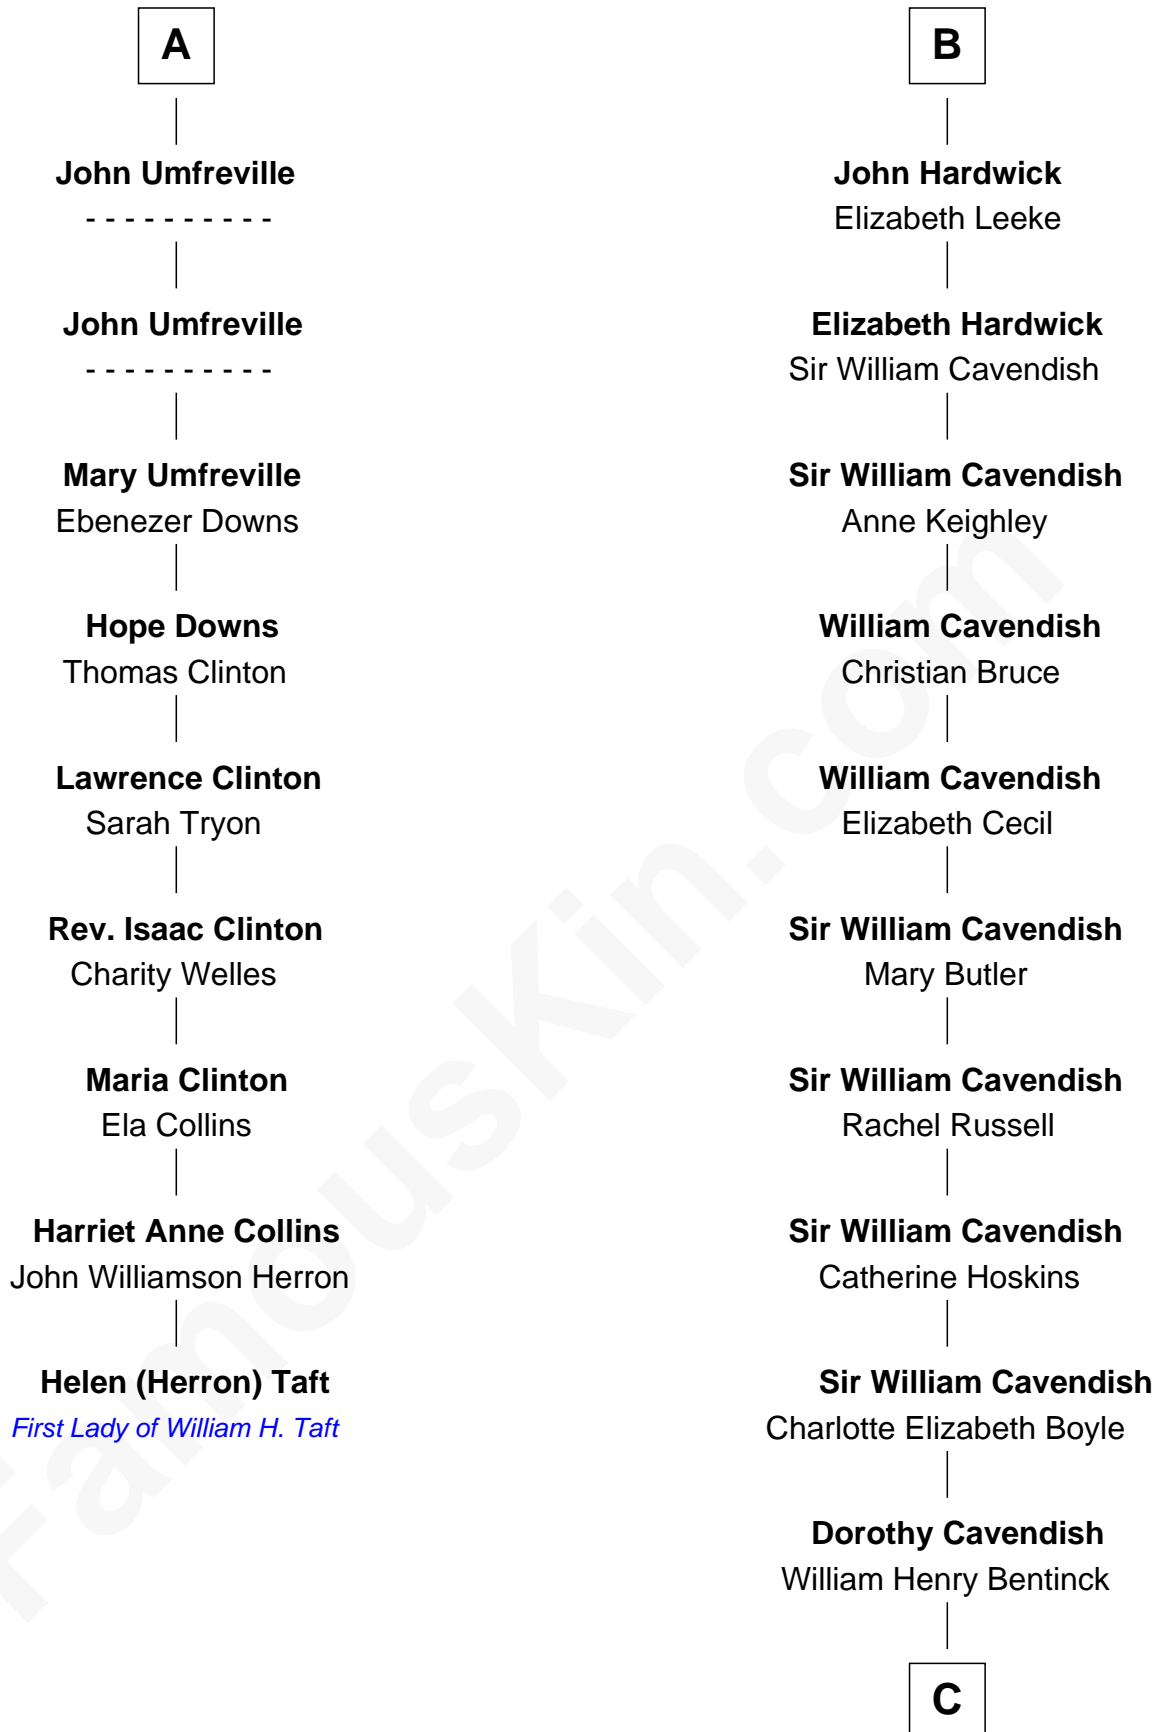 A
John Umfreville
- - - - - - - - - -
John Umfreville
- - - - - - - - - -
Mary Umfreville
Ebenezer Downs
Hope Downs
Thomas Clinton
Lawrence Clinton
Sarah Tryon
Rev. Isaac Clinton
Charity Welles
Maria Clinton
Ela Collins
Harriet Anne Collins
John Williamson Herron
Helen (Herron) Taft
First Lady of William H. Taft
B
John Hardwick
Elizabeth Leeke
Elizabeth Hardwick
Sir William Cavendish
Sir William Cavendish
Anne Keighley
William Cavendish
Christian Bruce
William Cavendish
Elizabeth Cecil
Sir William Cavendish
Mary Butler
Sir William Cavendish
Rachel Russell
Sir William Cavendish
Catherine Hoskins
Sir William Cavendish
Charlotte Elizabeth Boyle
Dorothy Cavendish
William Henry Bentinck
C
FamousKin.com